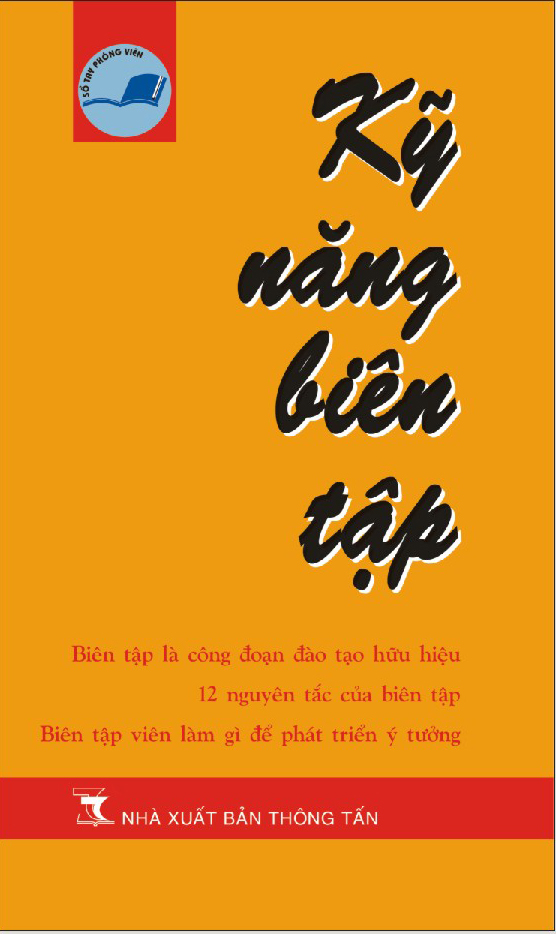 SỔ TAY PHÓNG VIÊN
Kỹ
năng
biên
tập
Biên tập là công đoạn đào tạo hữu hiệu
12 nguyên tắc của biên tập
Biên tập viên làm gì để phát triển ý tưởng
NHÀ XUẤT BẢN THÔNG TẤN